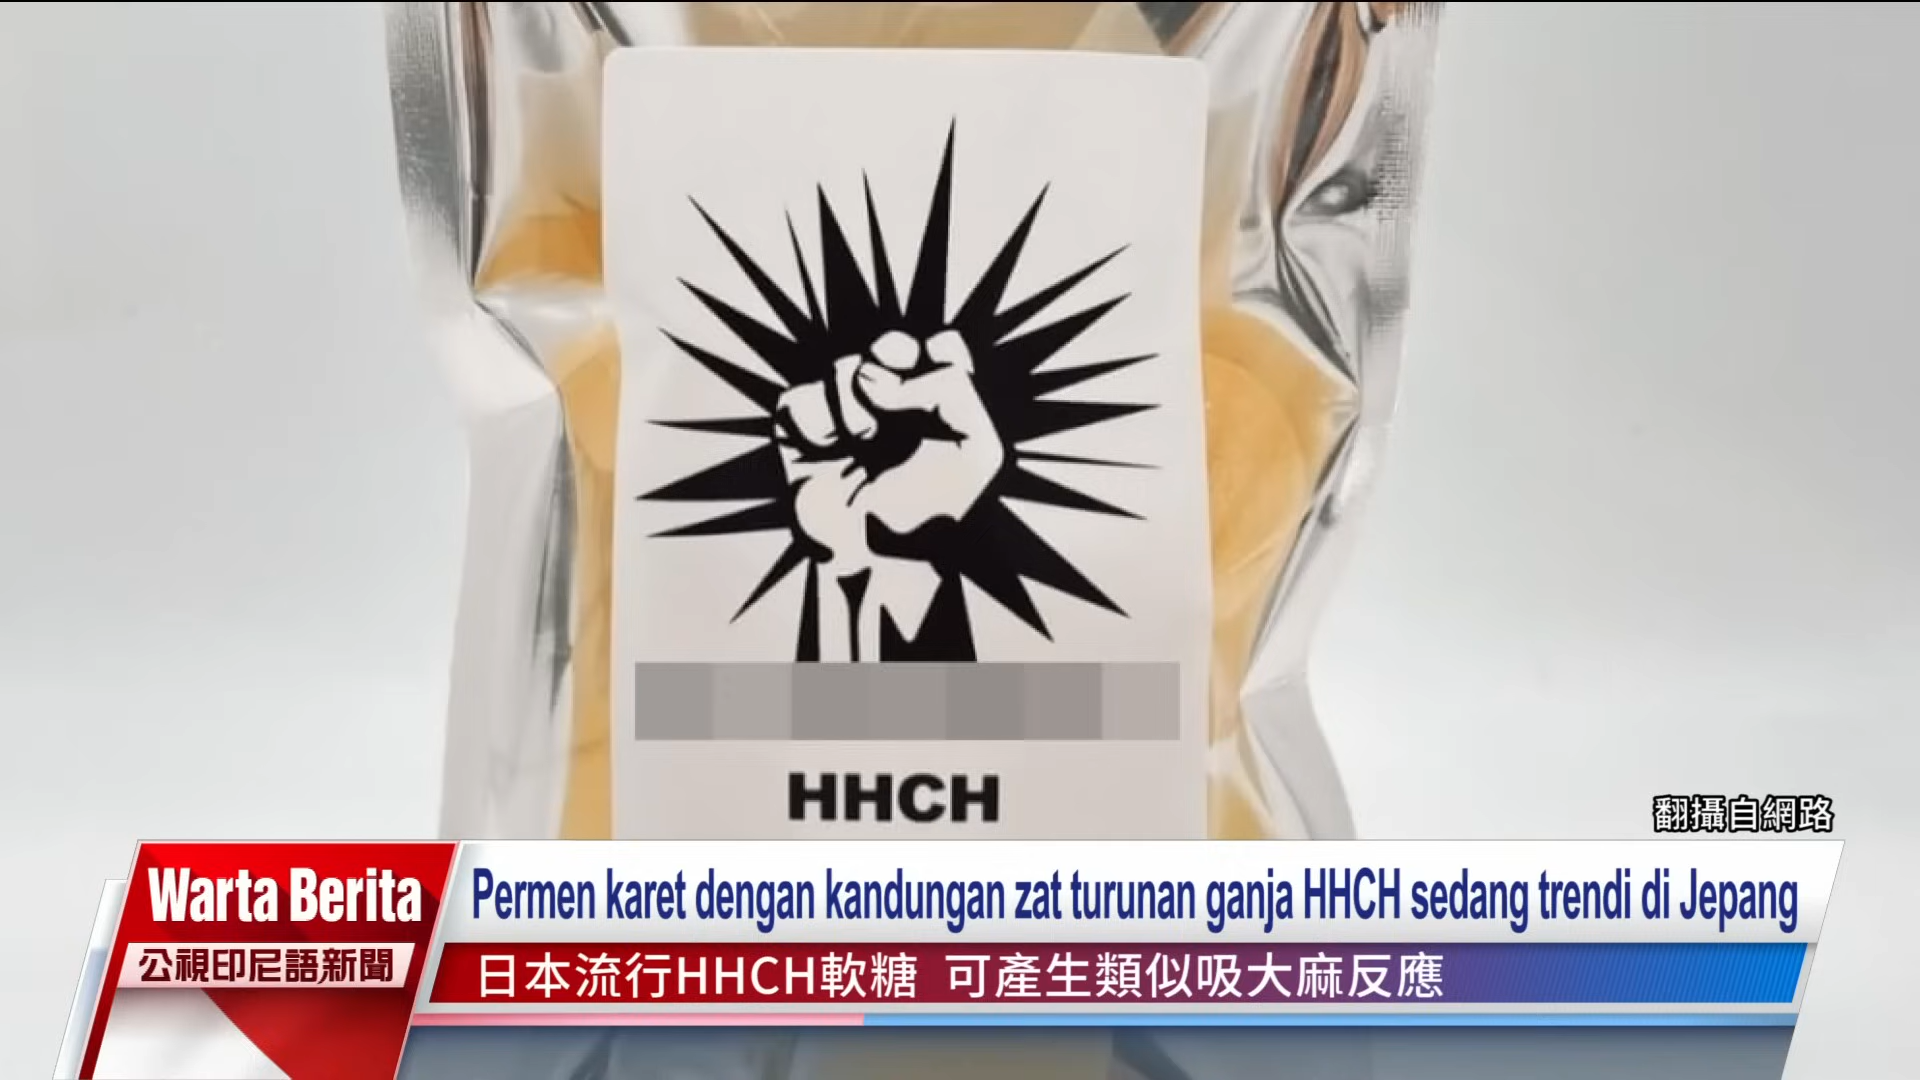 HHCH
翻攝自網路
Warta Berita
Permen karet dengan kandungan zat turunan ganja HHCH sedang trendi di Jepang
公視印尼語新聞
日本流行HHCH軟糖 可產生類似吸大麻反應